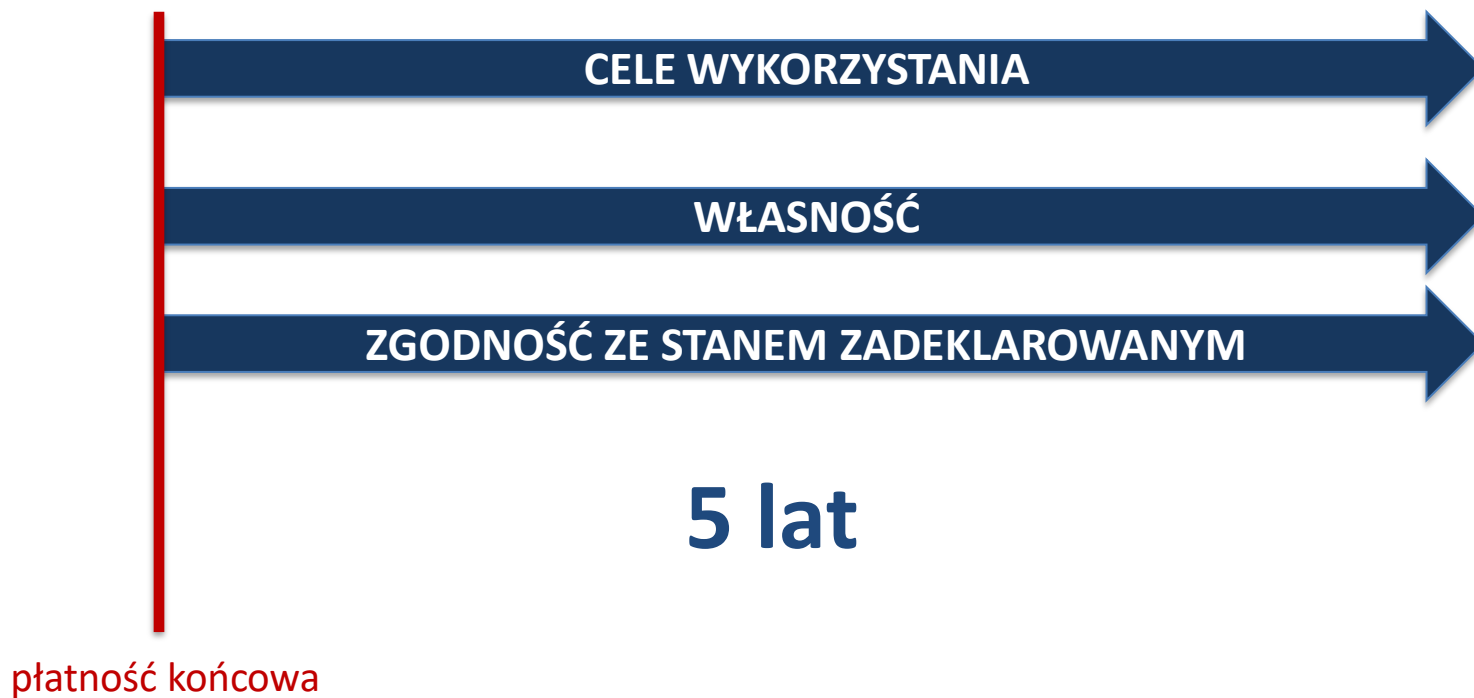 CELE WYKORZYSTANIA
WŁASNOŚĆ
ZGODNOŚĆ ZE STANEM ZADEKLAROWANYM
5 lat
płatność końcowa